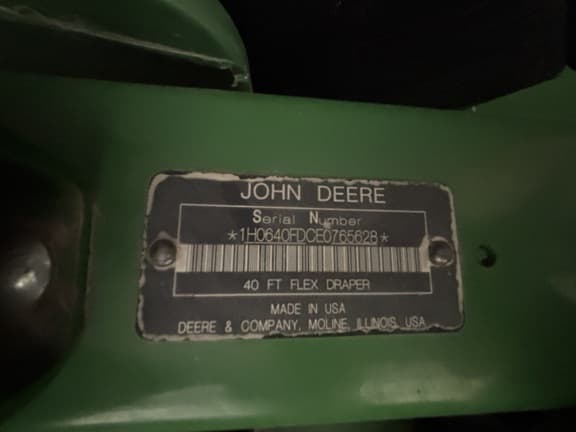 JOHN DEERE
Serial Number
*1H0640FDCE0765628*
40 FT FLEX DRAPER
MADE IN USA
DEERE & COMPANY, MOLINE, ILLINOIS, USA